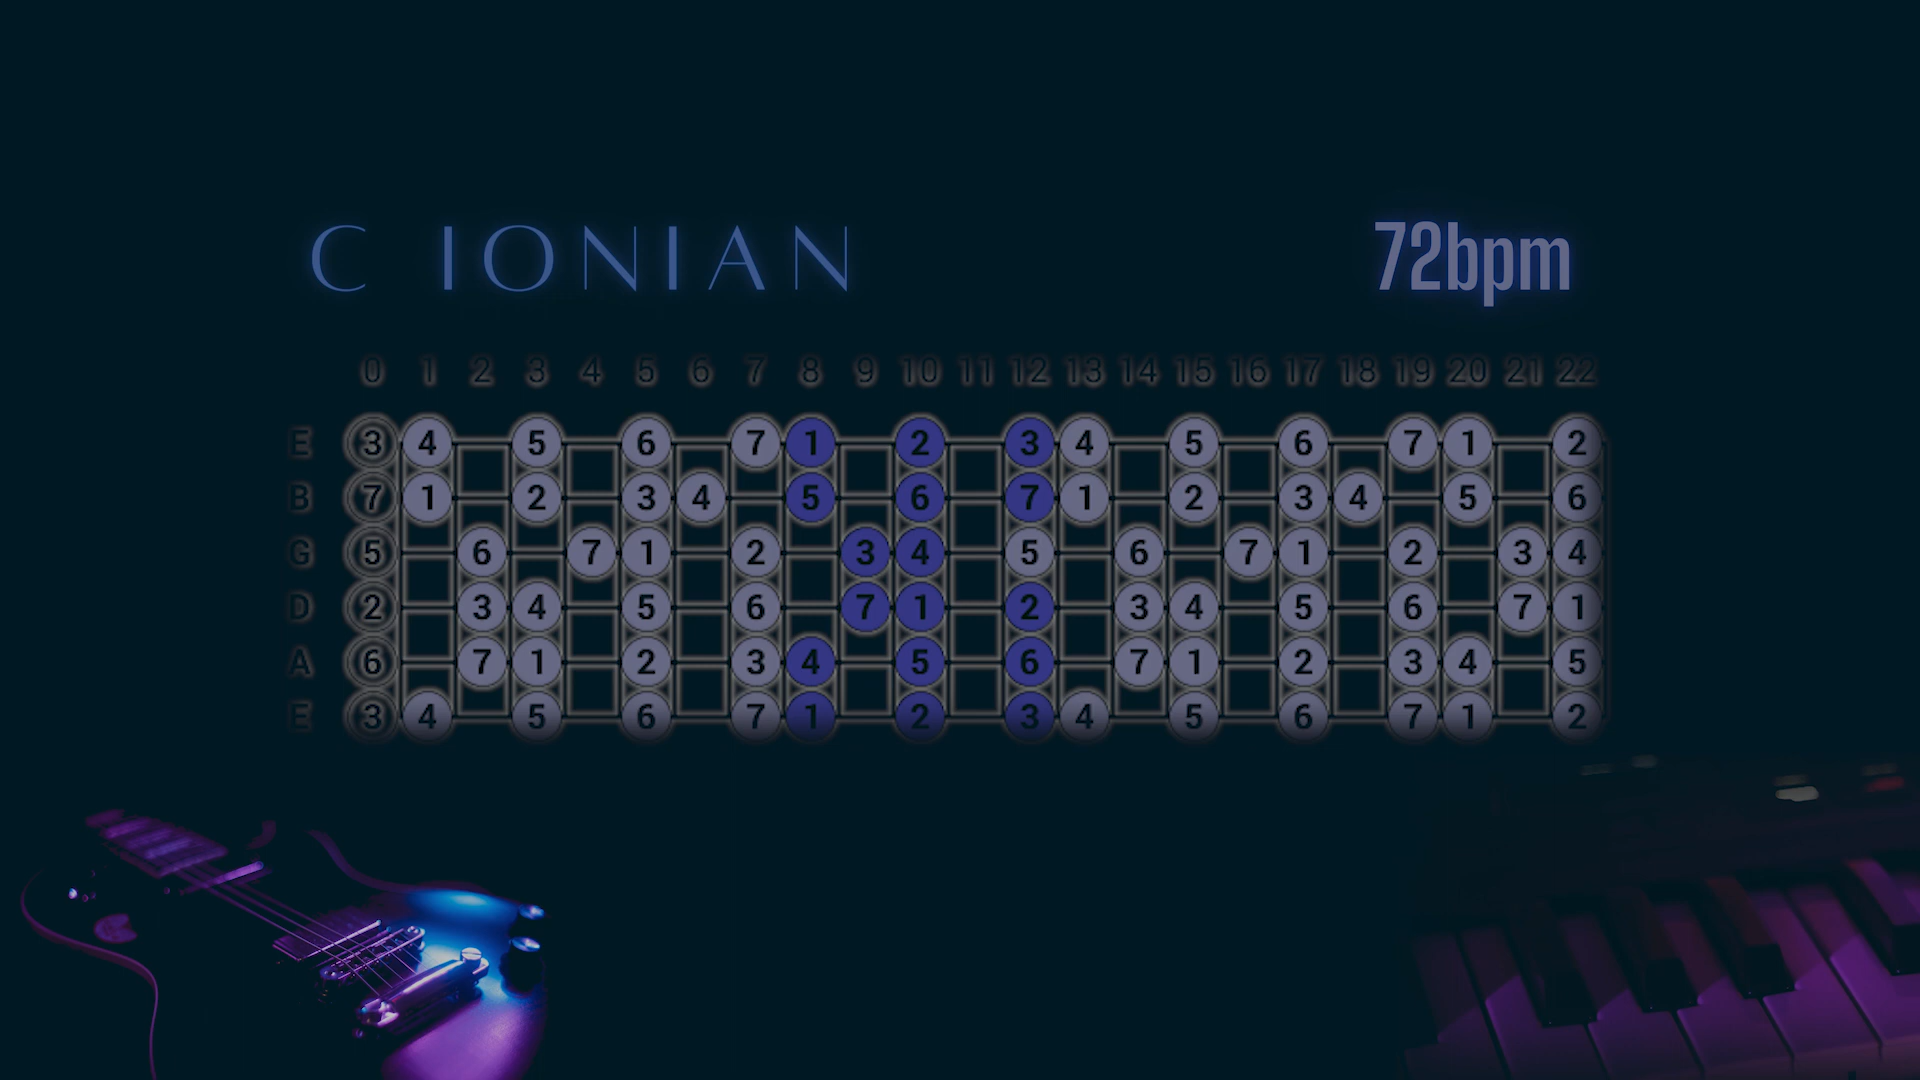 C IONIAN 72bpm
0 1 2 3 4 5 6 7 8 9 10 11 12 13 14 15 16 17 18 19 20 21 22
E 3 4 5 6 7 1 2 3 4 5 6 7 1 2
B 7 1 2 3 4 5 6 7 1 2 3 4 5 6
G 5 6 7 1 2 3 4 5 6 7 1 2 3 4
D 2 3 4 5 6 7 1 2 3 4 5 6 7 1
A 6 7 1 2 3 4 5 6 7 1 2 3 4 5
E 3 4 5 6 7 1 2 3 4 5 6 7 1 2